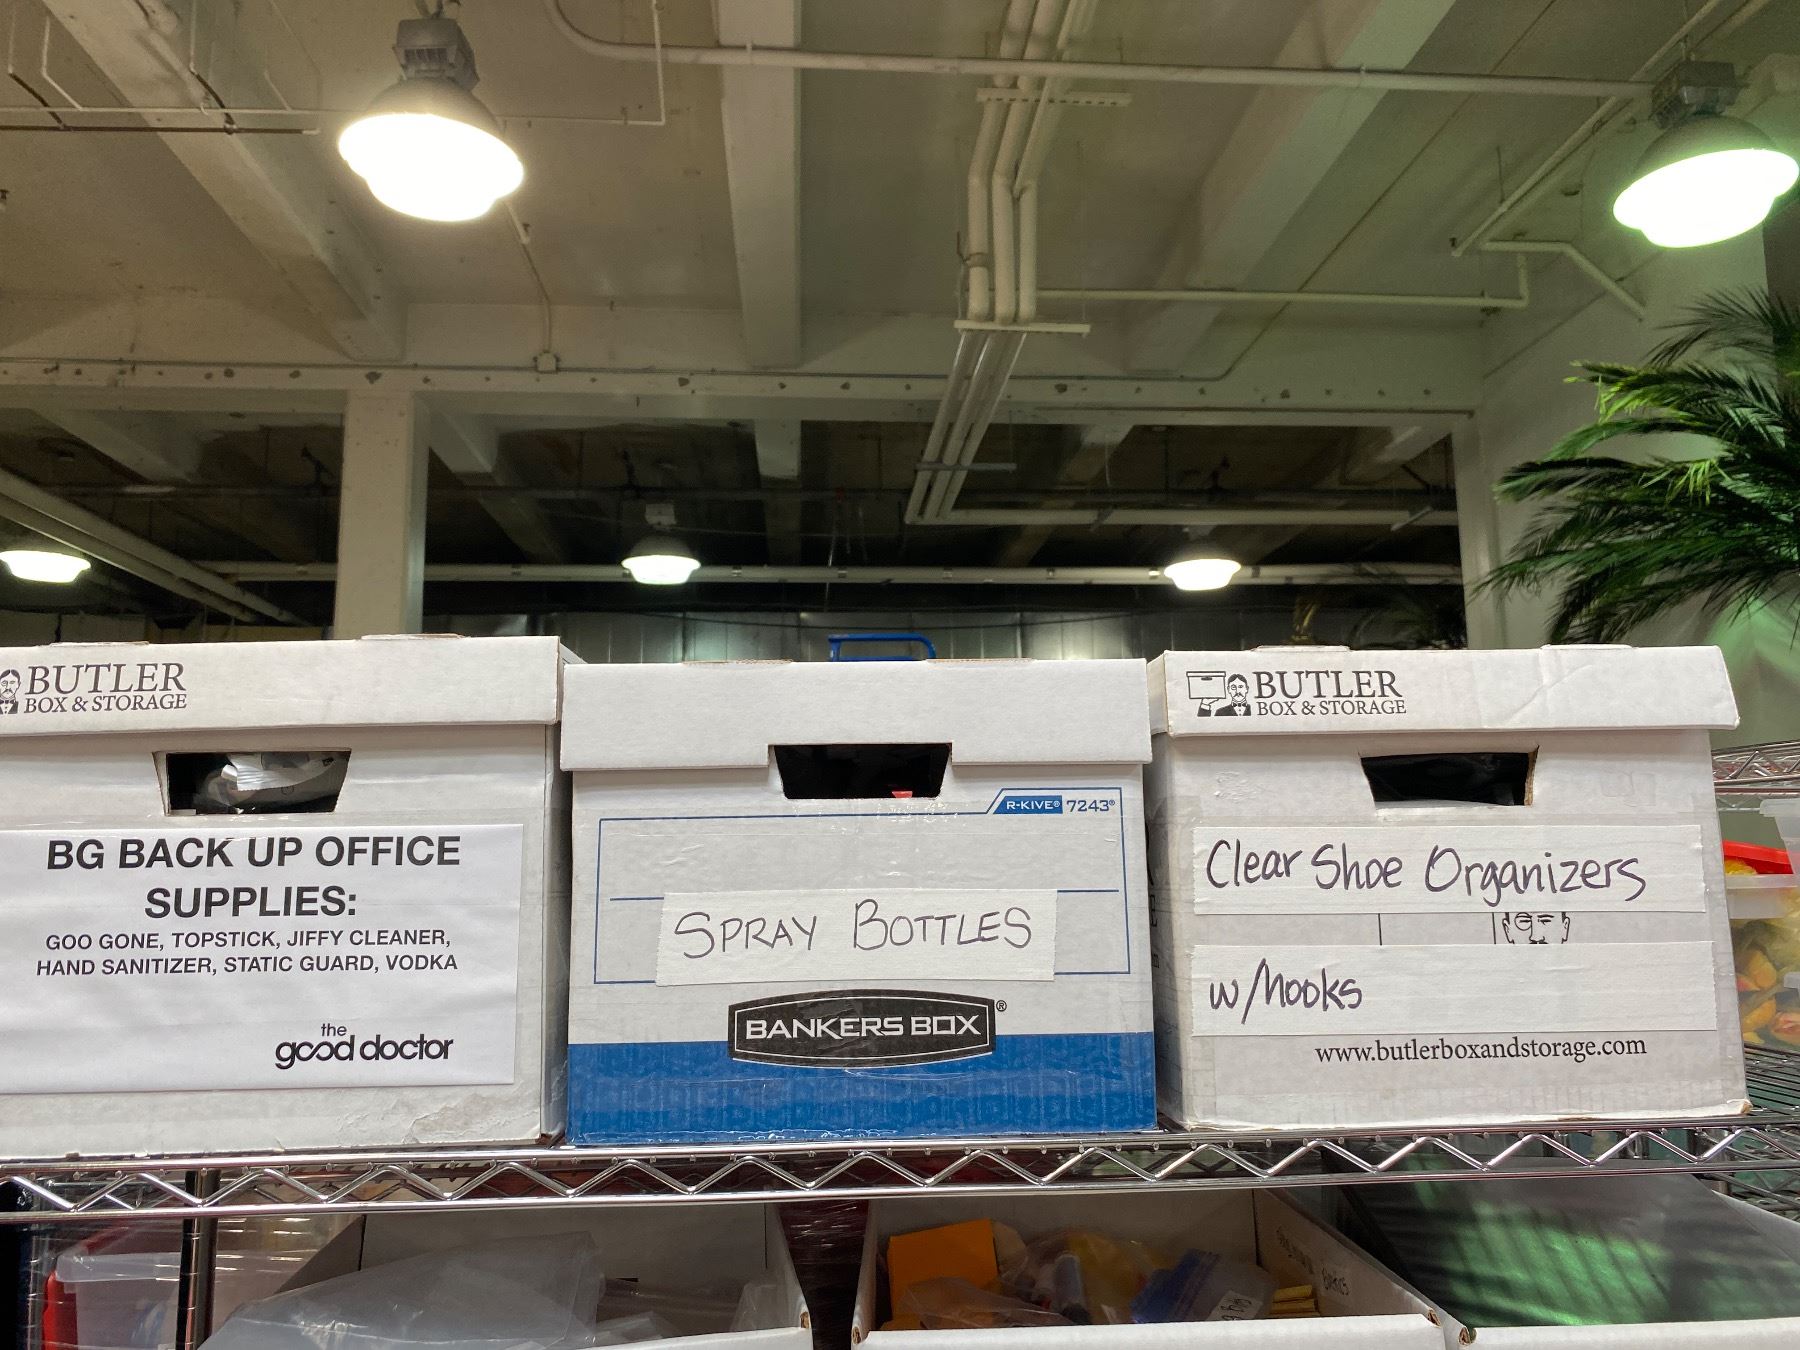 BUTLER
BOX & STORAGE
BG BACK UP OFFICE
SUPPLIES:
GOO GONE, TOPSTICK, JIFFY CLEANER,
HAND SANITIZER, STATIC GUARD, VODKA
the
good doctor
R-KIVE® 7243®
SPRAY BOTTLES
BANKERS BOX®
BUTLER
BOX & STORAGE
Clear Shoe Organizers
w/Hooks
www.butlerboxandstorage.com